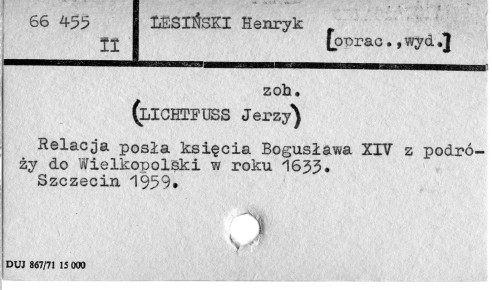 66 455
II
LESIŃSKI Henryk
[oprac.,wyd.]
zob.
(LICHTFUSS Jerzy)
Relacja posła księcia Bogusława XIV z podró-
ży do Wielkopolski w roku 1633.
Szczecin 1959.
DUJ 867/71 15 000